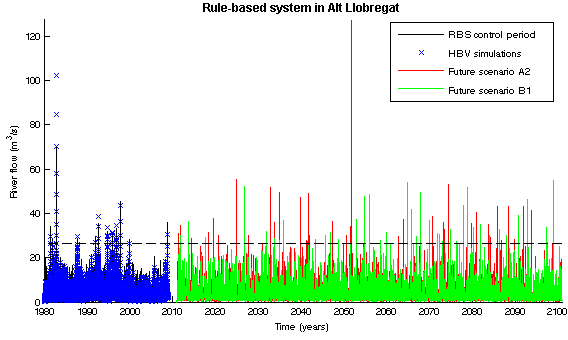 Rule-based system in Alt Llobregat
RBS control period
HBV simulations
Future scenario A2
Future scenario B1
River flow (m³/s)
120
100
80
60
40
20
0
1980 1990 2000 2010 2020 2030 2040 2050 2060 2070 2080 2090 2100
Time (years)